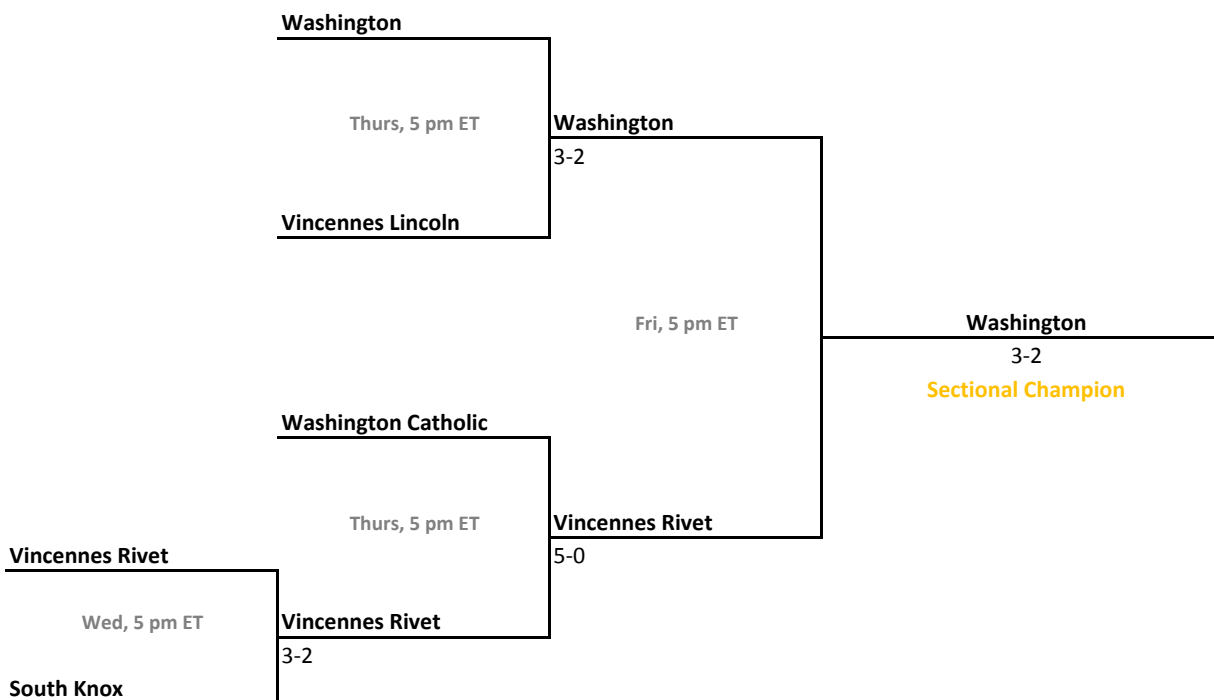 Washington
Thurs, 5 pm ET
Washington
3-2
Vincennes Lincoln
Fri, 5 pm ET
Washington
3-2
Sectional Champion
Washington Catholic
Thurs, 5 pm ET
Vincennes Rivet
5-0
Vincennes Rivet
Wed, 5 pm ET
Vincennes Rivet
3-2
South Knox